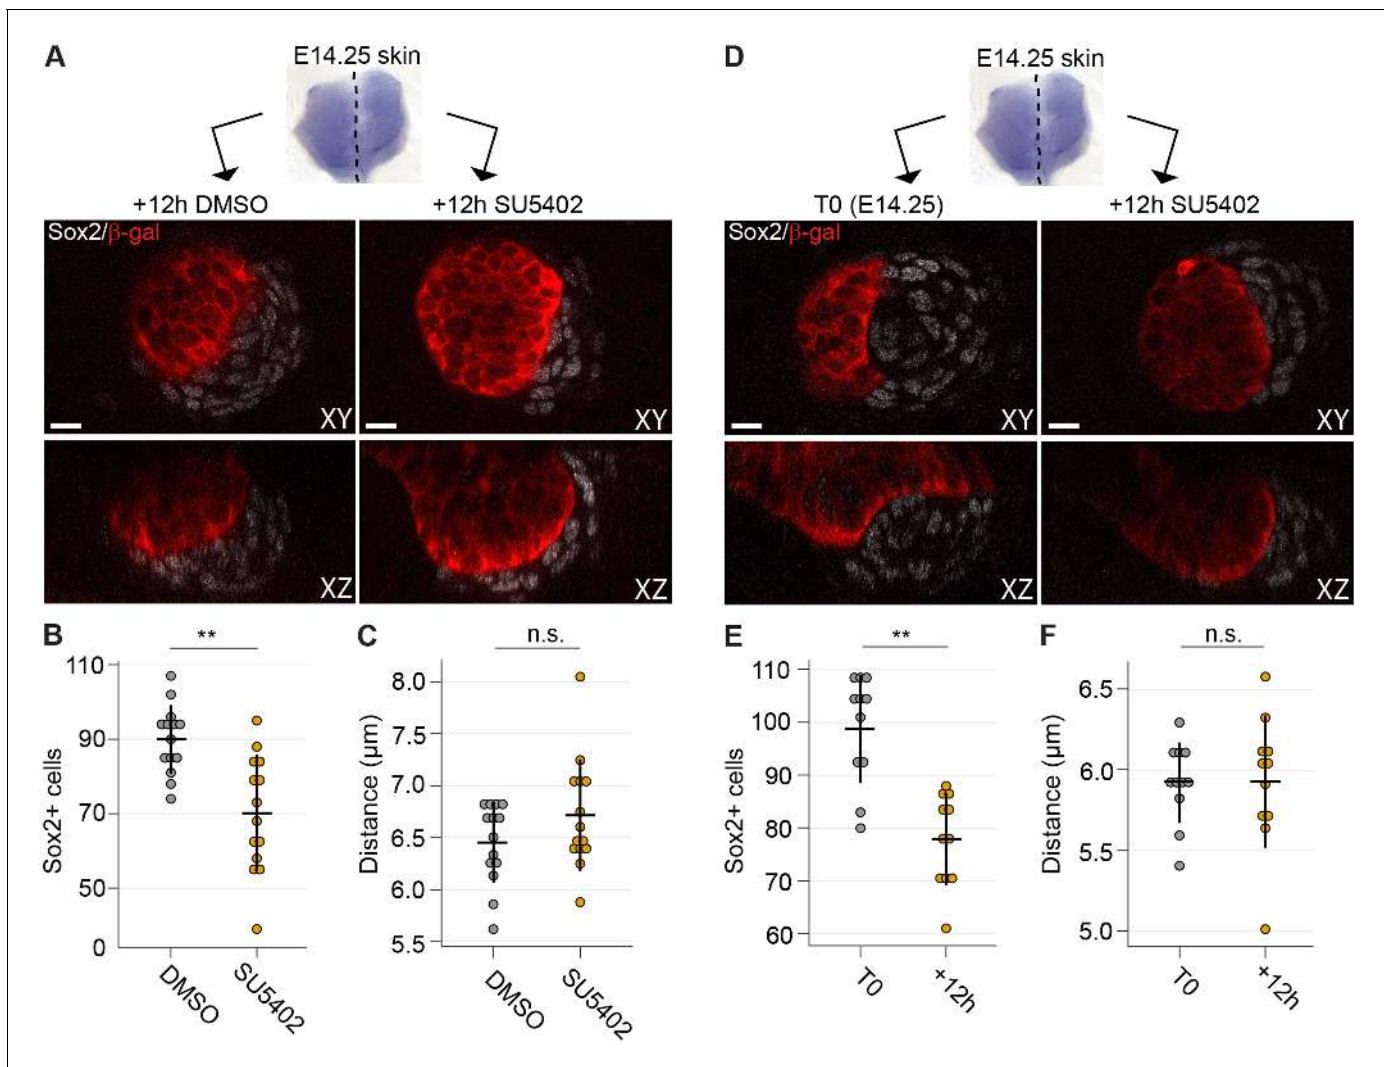 A
E14.25 skin
+12h DMSO
+12h SU5402
Sox2/β-gal
XY
XY
XZ
XZ
B
**
Sox2+ cells
110
90
70
50
0
DMSO
SU5402
C
n.s.
Distance (µm)
8.0
7.5
7.0
6.5
6.0
5.5
DMSO
SU5402
D
E14.25 skin
T0 (E14.25)
+12h SU5402
Sox2/β-gal
XY
XY
XZ
XZ
E
**
Sox2+ cells
110
100
90
80
70
60
T0
+12h
F
n.s.
Distance (µm)
6.5
6.0
5.5
5.0
T0
+12h